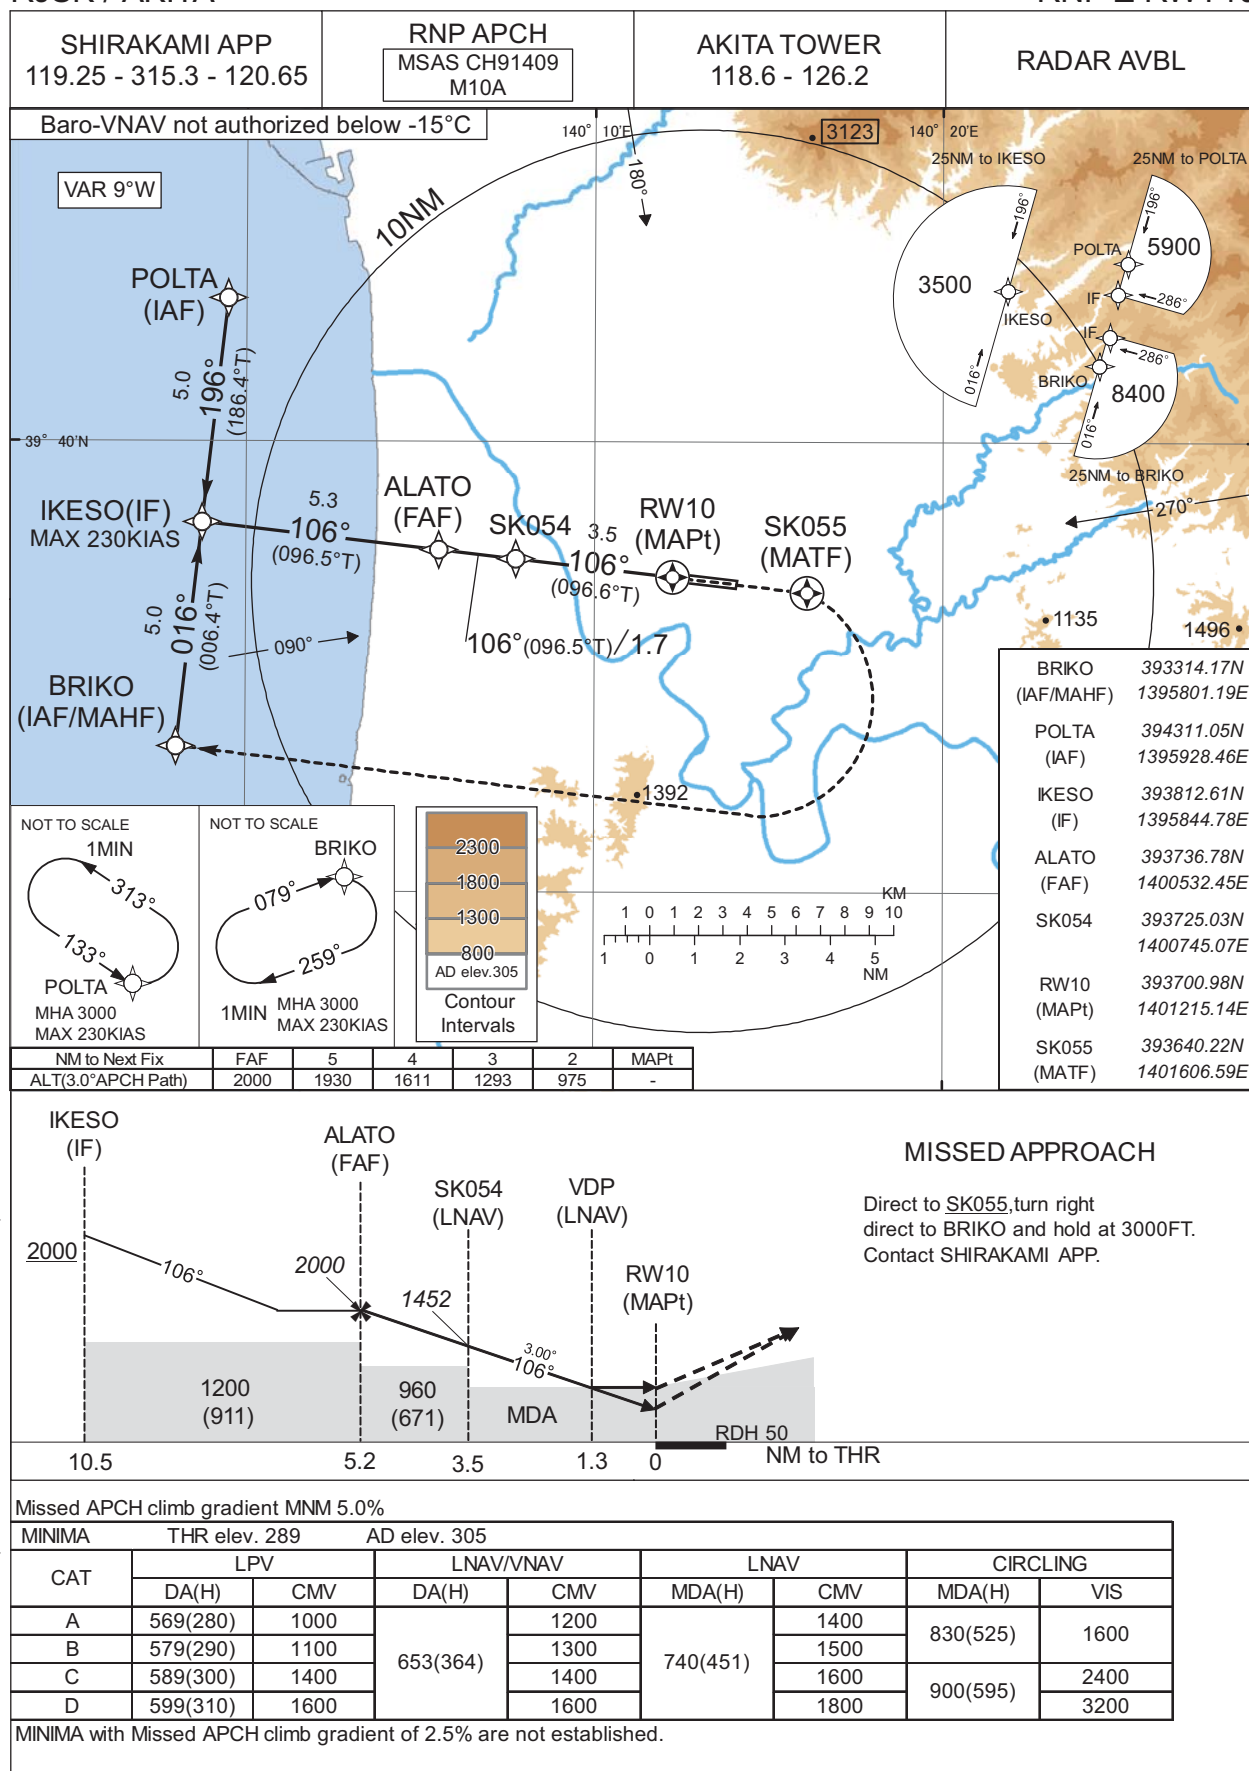 SHIRAKAMI APP
119.25 - 315.3 - 120.65
RNP APCH
MSAS CH91409
M10A
AKITA TOWER
118.6 - 126.2
RADAR AVBL
Baro-VNAV not authorized below -15°C
140° 10'E
3123
140° 20'E
VAR 9°W
180°
10NM
25NM to IKESO
25NM to POLTA
196°
3500
IKESO
016°
196°
POLTA
5900
IF
286°
IF
286°
BRIKO
8400
016°
25NM to BRIKO
POLTA
(IAF)
5.0
196°
(186.4°T)
39° 40'N
IKESO(IF)
MAX 230KIAS
5.3
106°
(096.5°T)
ALATO
(FAF)
SK054
3.5
106°
(096.6°T)
RW10
(MAPt)
SK055
(MATF)
270°
5.0
016°
(006.4°T)
090°
106°(096.5°T)/1.7
1135
1496
BRIKO
(IAF/MAHF)
1392
BRIKO 393314.17N
(IAF/MAHF) 1395801.19E
POLTA 394311.05N
(IAF) 1395928.46E
IKESO 393812.61N
(IF) 1395844.78E
ALATO 393736.78N
(FAF) 1400532.45E
SK054 393725.03N
1400745.07E
RW10 393700.98N
(MAPt) 1401215.14E
SK055 393640.22N
(MATF) 1401606.59E
NOT TO SCALE
1MIN
313°
133°
POLTA
MHA 3000
MAX 230KIAS
NOT TO SCALE
BRIKO
079°
259°
1MIN
MHA 3000
MAX 230KIAS
2300
1800
1300
800
AD elev.305
Contour
Intervals
KM
1 0 1 2 3 4 5 6 7 8 9 10
1 0 1 2 3 4 5
NM
NM to Next Fix FAF 5 4 3 2 MAPt
ALT(3.0°APCH Path) 2000 1930 1611 1293 975 -
IKESO
(IF)
ALATO
(FAF)
SK054
(LNAV)
VDP
(LNAV)
RW10
(MAPt)
2000
106°
2000
1452
3.00°
106°
1200
(911)
960
(671)
MDA
RDH 50
10.5 5.2 3.5 1.3 0 NM to THR
MISSED APPROACH
Direct to SK055,turn right
direct to BRIKO and hold at 3000FT.
Contact SHIRAKAMI APP.
Missed APCH climb gradient MNM 5.0%
MINIMA THR elev. 289 AD elev. 305
CAT LPV LNAV/VNAV LNAV CIRCLING
DA(H) CMV DA(H) CMV MDA(H) CMV MDA(H) VIS
A 569(280) 1000 653(364) 1200 740(451) 1400 830(525) 1600
B 579(290) 1100 1300 1500
C 589(300) 1400 1400 1600 900(595) 2400
D 599(310) 1600 1600 1800 3200
MINIMA with Missed APCH climb gradient of 2.5% are not established.